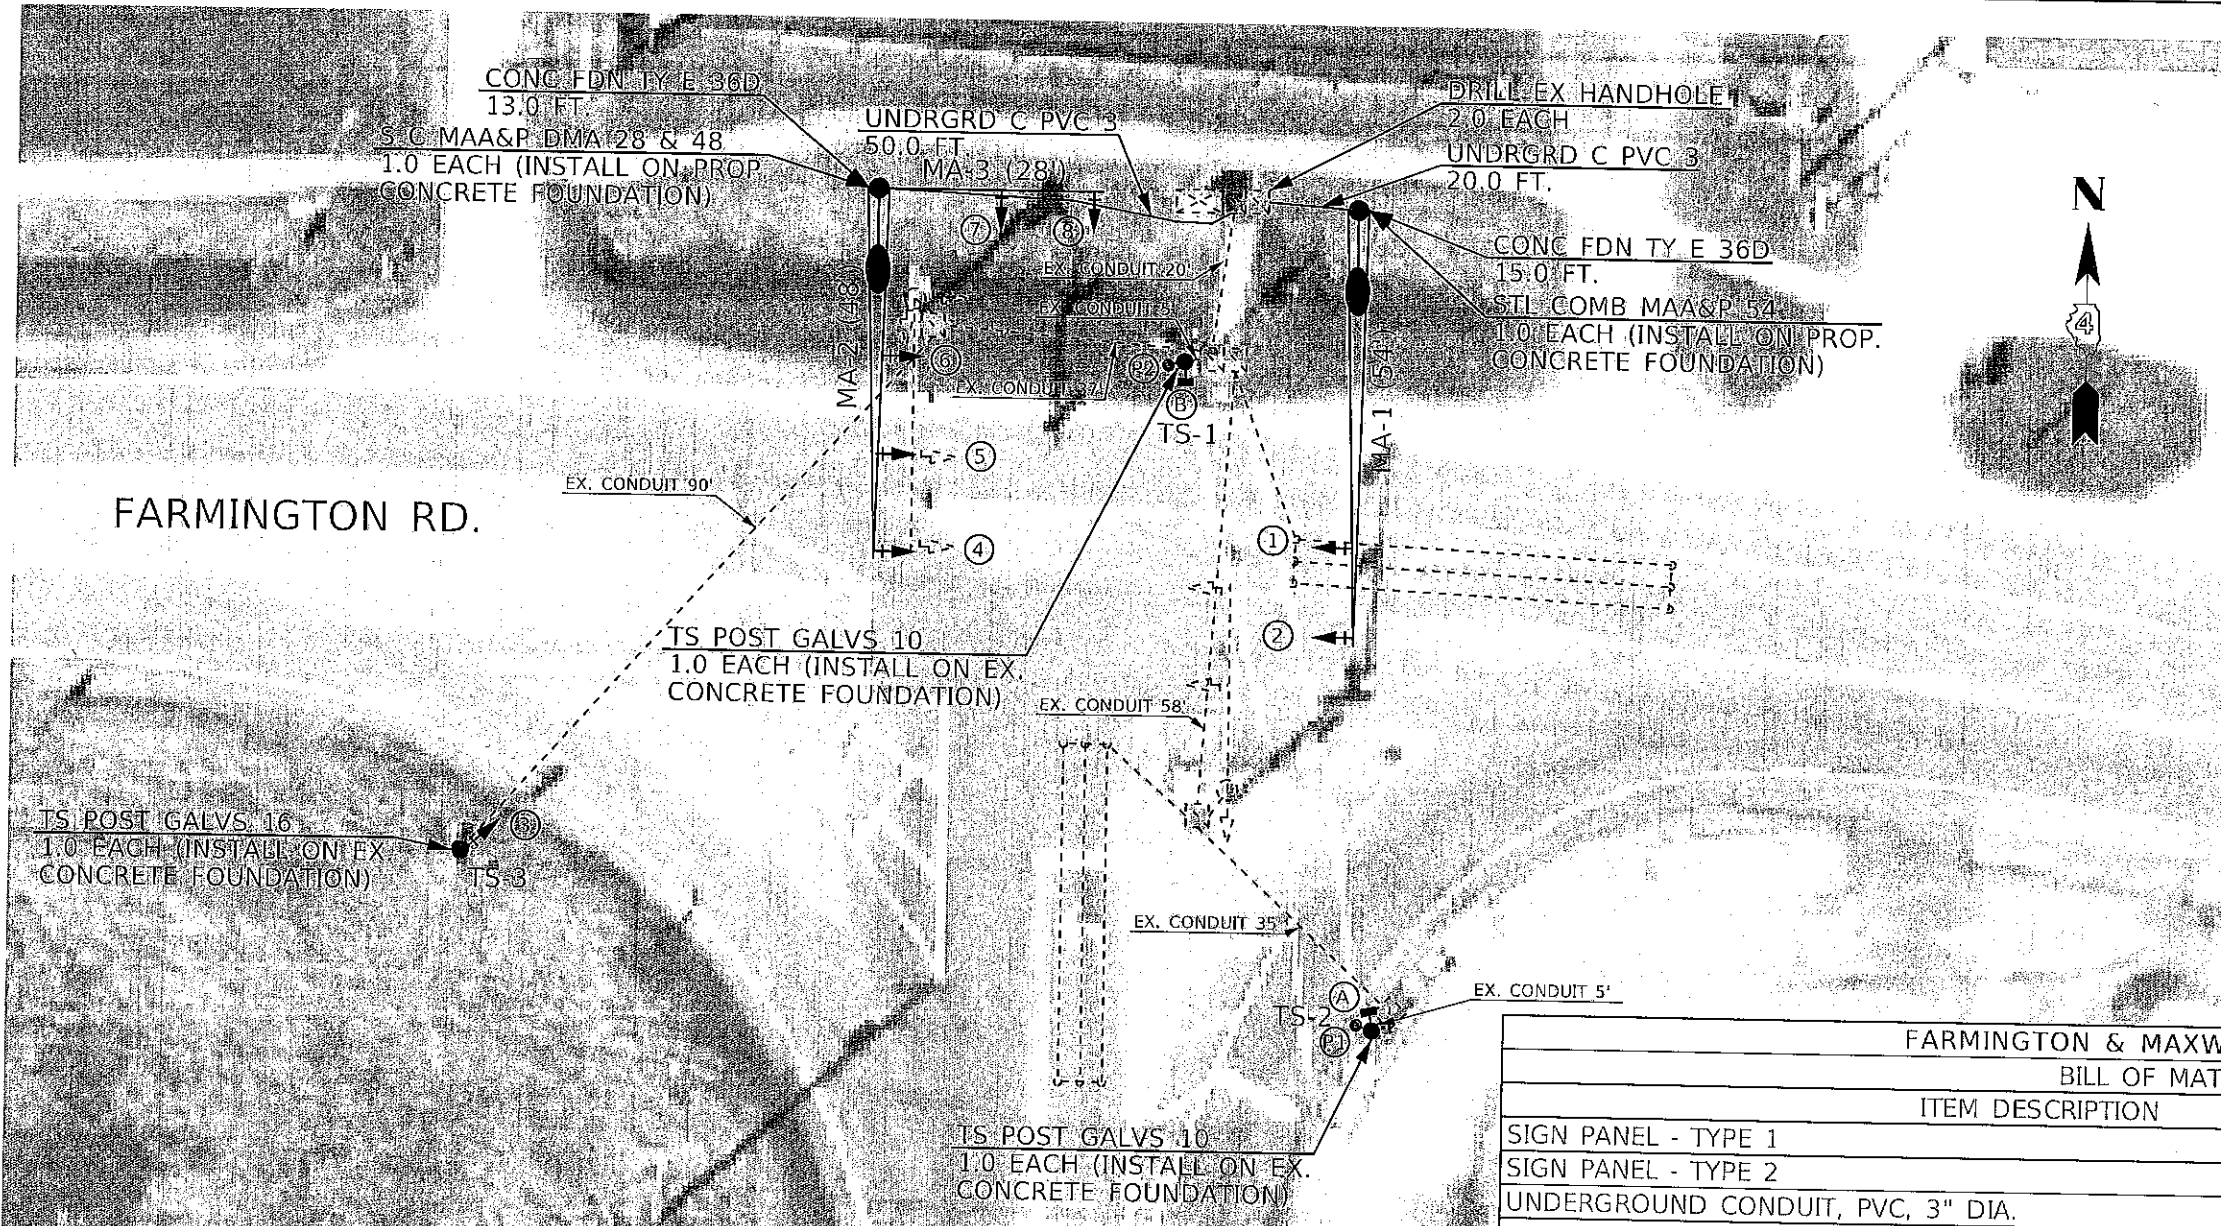 CONC FDN TY E 36D
13.0 FT.
S C MAA&P DMA 28 & 48
1.0 EACH (INSTALL ON PROP
CONCRETE FOUNDATION)
UNDRGRD C PVC 3
50.0 FT
MA-3 (28')
DRILL EX HANDHOLE
2.0 EACH
UNDRGRD C PVC 3
20.0 FT.
CONC FDN TY E 36D
15.0 FT.
STL COMB MAA&P 54
1.0 EACH (INSTALL ON PROP.
CONCRETE FOUNDATION)
N
4
7
8
EX. CONDUIT 20'
EX. CONDUIT 5'
EX. CONDUIT 37'
MA-2 (48')
6
P2
B
TS-1
MA-1 (54')
5
4
EX. CONDUIT 90'
FARMINGTON RD.
1
2
TS POST GALVS 10
1.0 EACH (INSTALL ON EX.
CONCRETE FOUNDATION)
EX. CONDUIT 58'
TS POST GALVS 16
1.0 EACH (INSTALL ON EX.
CONCRETE FOUNDATION)
TS-3
EX. CONDUIT 35'
A
TS-2
P1
EX. CONDUIT 5'
TS POST GALVS 10
1.0 EACH (INSTALL ON EX.
CONCRETE FOUNDATION)
FARMINGTON & MAXW
BILL OF MAT
ITEM DESCRIPTION
SIGN PANEL - TYPE 1
SIGN PANEL - TYPE 2
UNDERGROUND CONDUIT, PVC, 3" DIA.